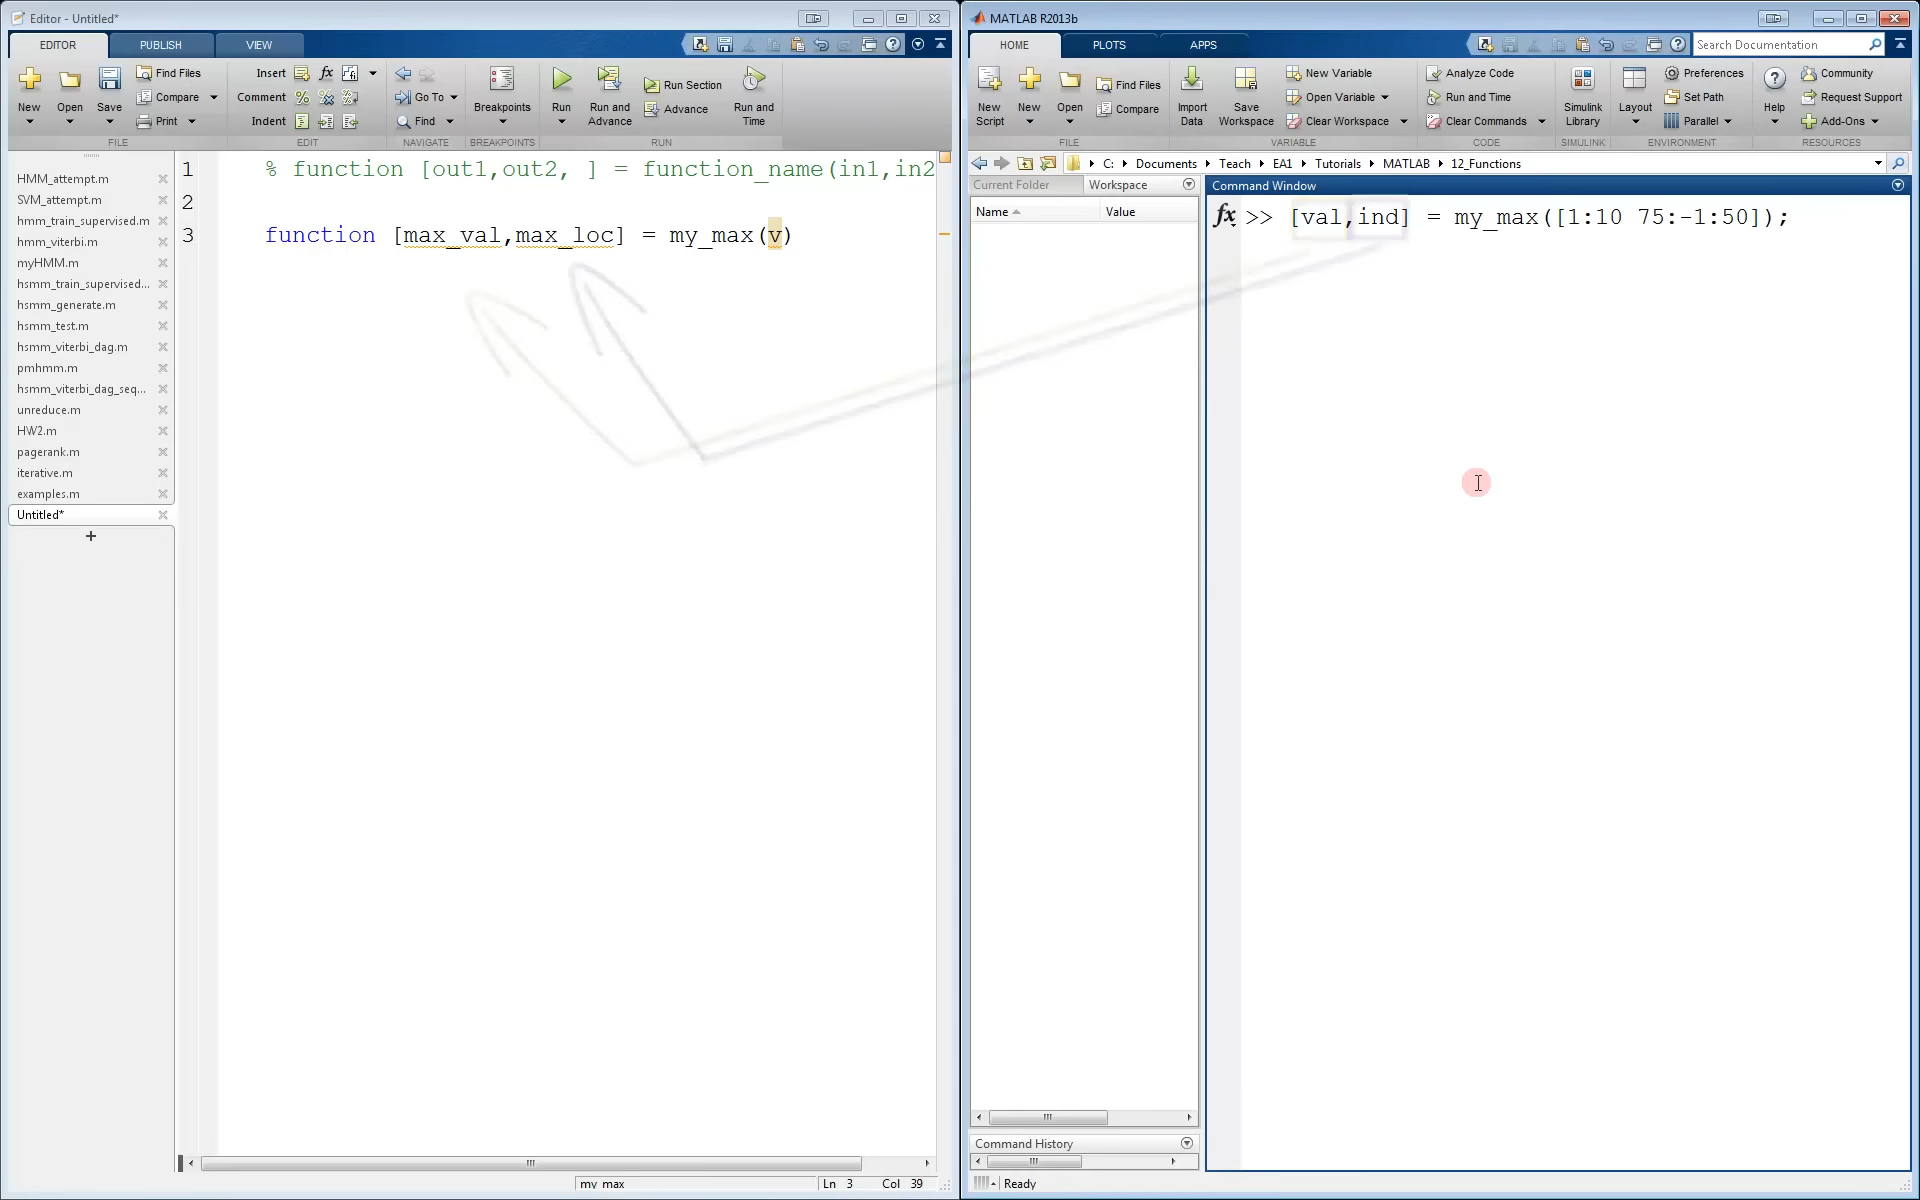 Editor - Untitled*
EDITOR PUBLISH VIEW
New Open Save Find Files Compare Print
Insert Comment Indent
Go To Find
Breakpoints
Run Run and Advance Run Section Advance Run and Time
FILE EDIT NAVIGATE BREAKPOINTS RUN
HMM_attempt.m
SVM_attempt.m
hmm_train_supervised.m
hmm_viterbi.m
myHMM.m
hsmm_train_supervised...
hsmm_generate.m
hsmm_test.m
hsmm_viterbi_dag.m
pmhmm.m
hsmm_viterbi_dag_seq...
unreduce.m
HW2.m
pagerank.m
iterative.m
examples.m
Untitled*
1 % function [out1,out2, ] = function_name(in1,in2
2
3 function [max_val,max_loc] = my_max(v)
my_max Ln 3 Col 39
MATLAB R2013b
HOME PLOTS APPS
Search Documentation
New Script New Open Find Files Compare
Import Data Save Workspace New Variable Open Variable Clear Workspace
Analyze Code Run and Time Clear Commands
Simulink Library
Layout Preferences Set Path Parallel
Help Community Request Support Add-Ons
FILE VARIABLE CODE SIMULINK ENVIRONMENT RESOURCES
C: Documents Teach EA1 Tutorials MATLAB 12_Functions
Current Folder Workspace
Name Value
Command Window
fx >> [val,ind] = my_max([1:10 75:-1:50]);
Command History
Ready